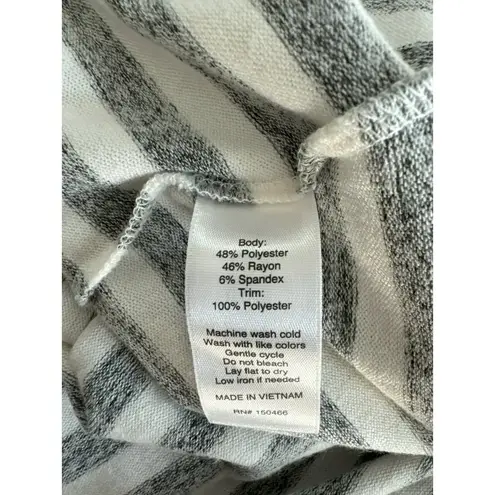 Body:
48% Polyester
46% Rayon
6% Spandex
Trim:
100% Polyester
Machine wash cold
Wash with like colors
Gentle cycle
Do not bleach
Lay flat to dry
Low iron if needed
MADE IN VIETNAM
RN# 150466